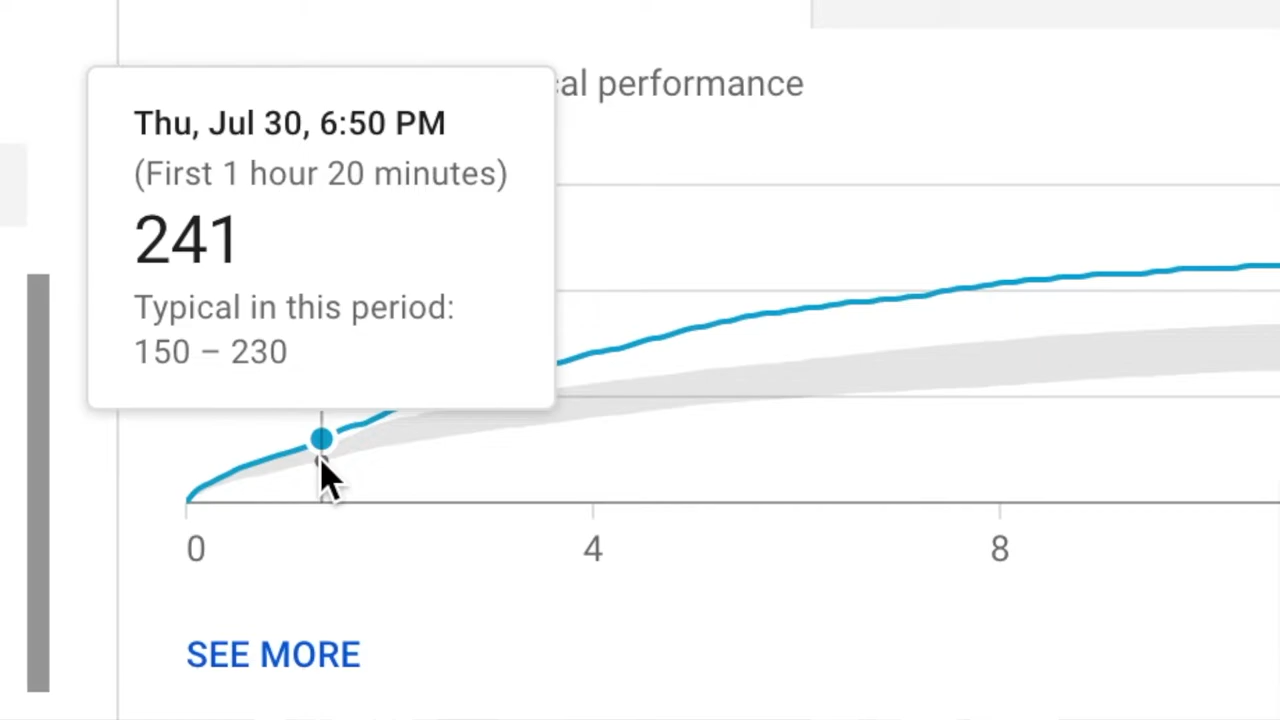 cal performance
Thu, Jul 30, 6:50 PM
(First 1 hour 20 minutes)
241
Typical in this period:
150 – 230
0 4 8
SEE MORE